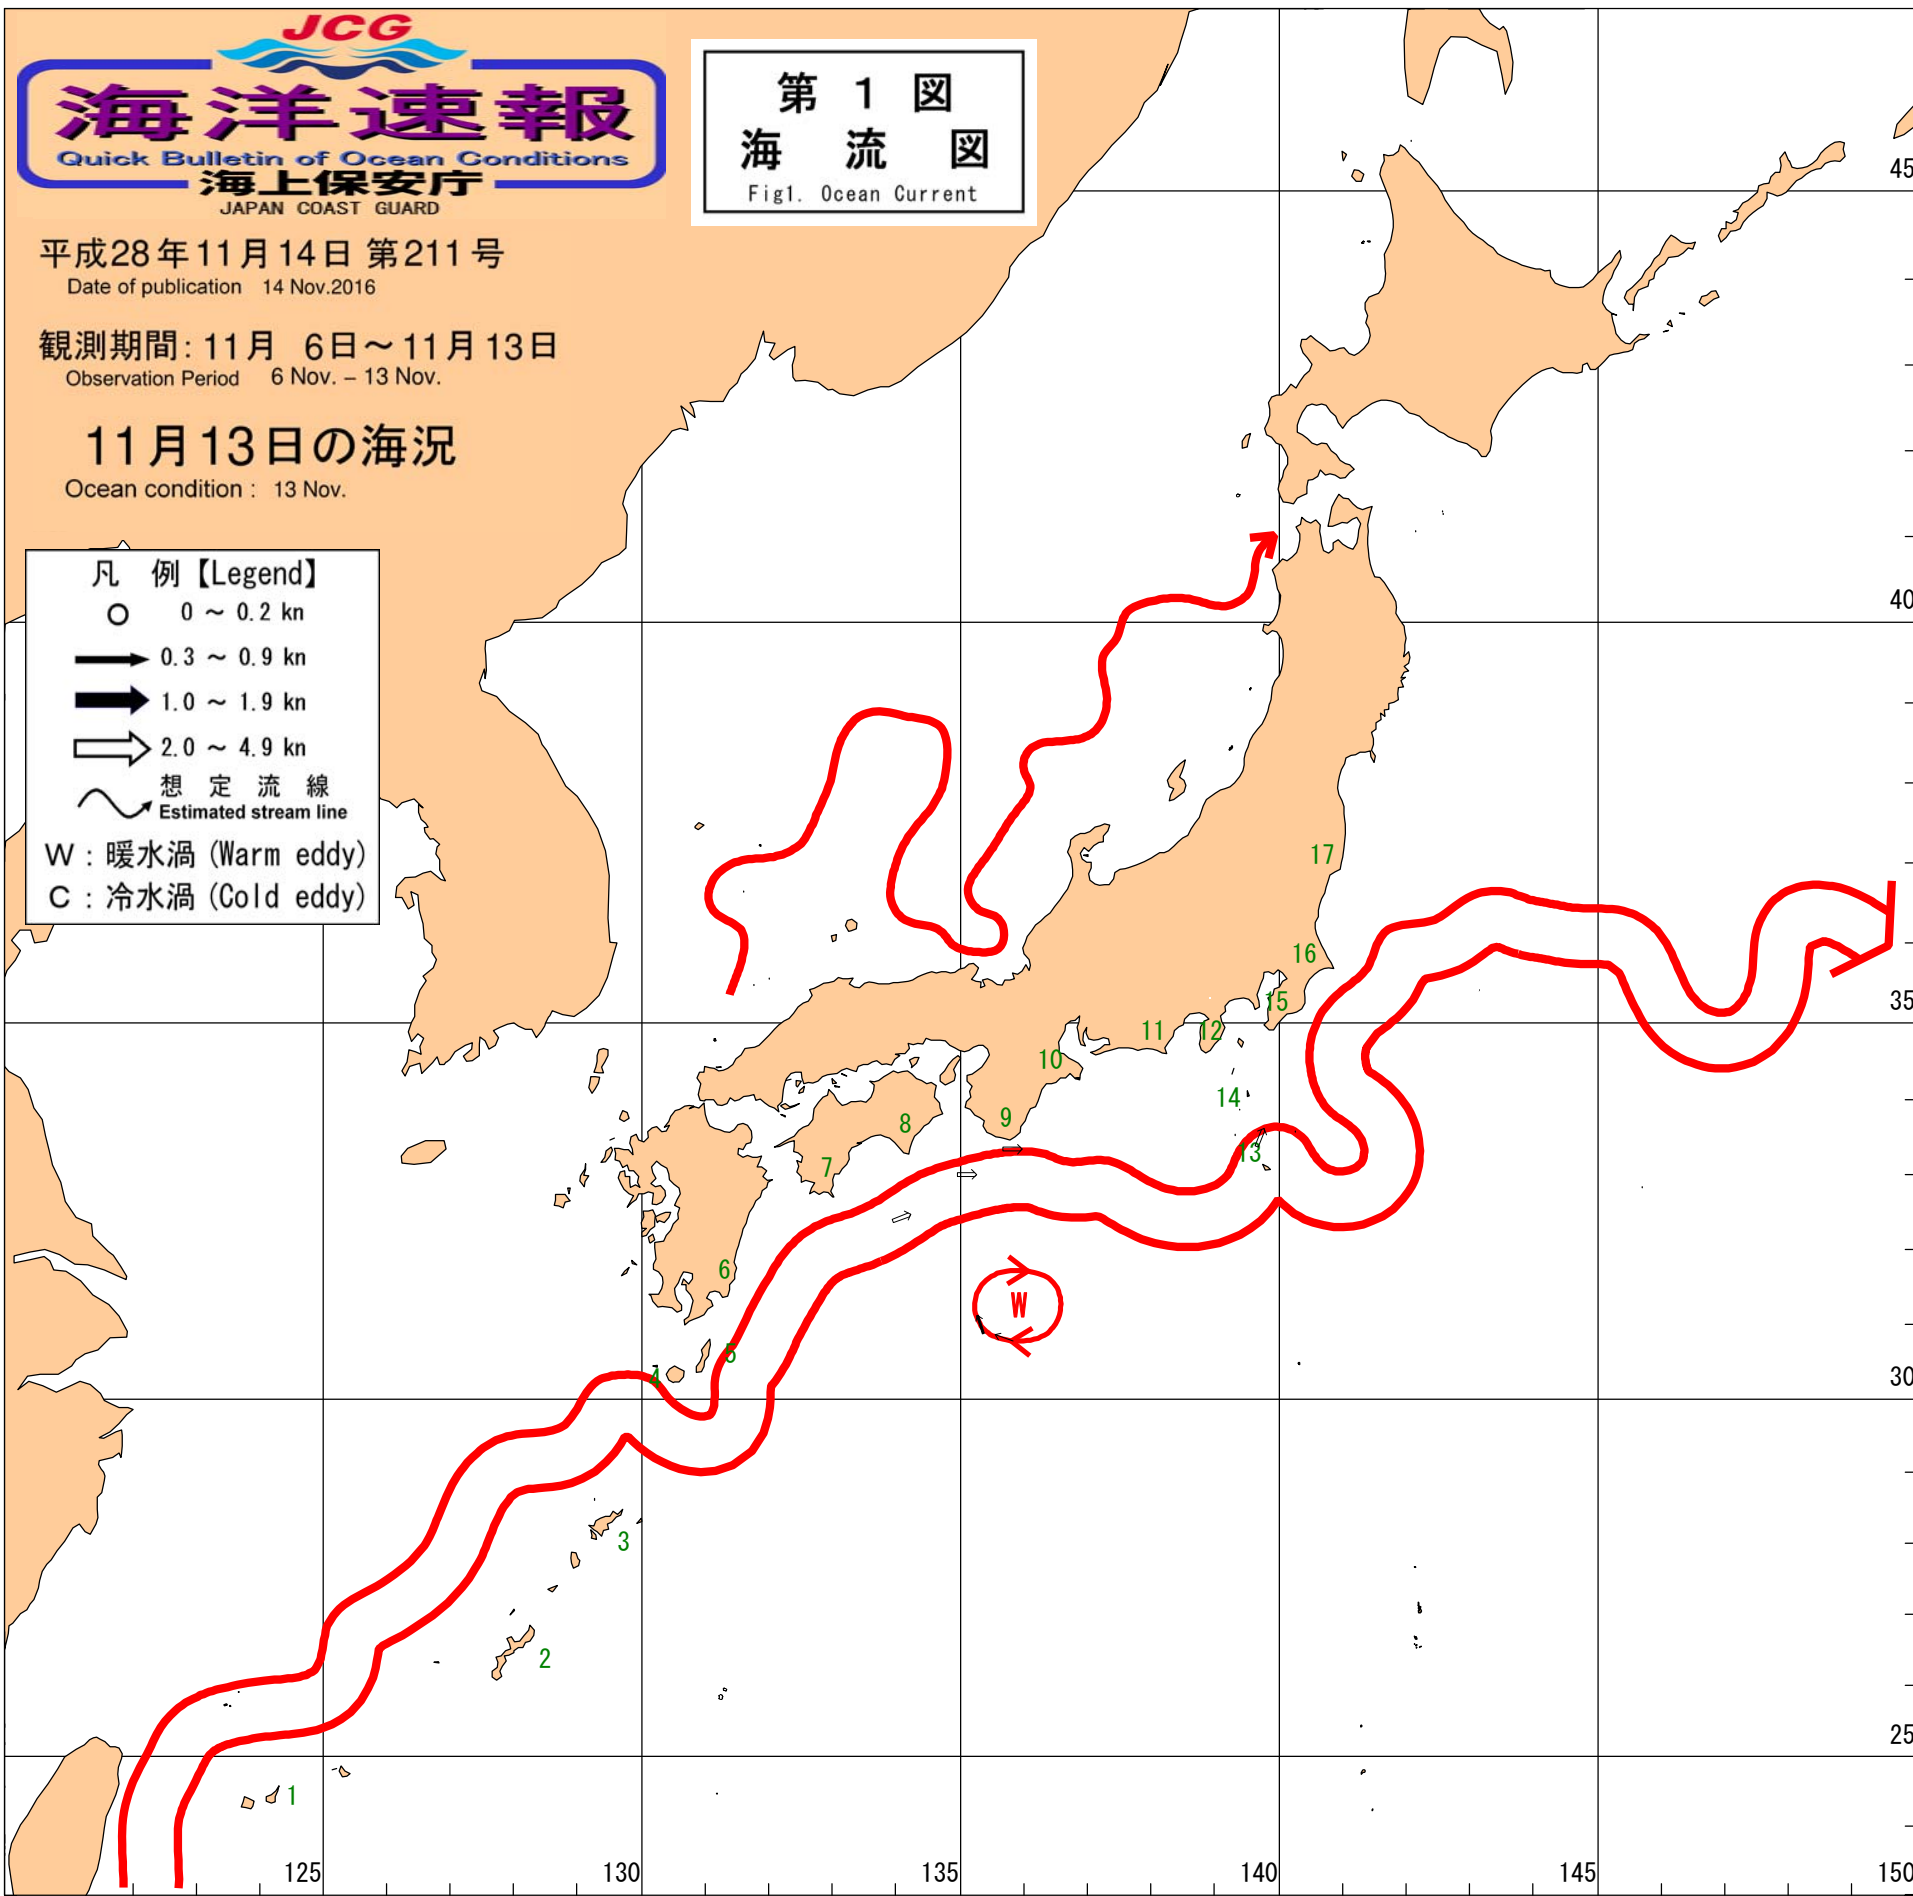 JCG
海洋速報
Quick Bulletin of Ocean Conditions
海上保安庁
JAPAN COAST GUARD
第 1 図
海 流 図
Fig1. Ocean Current
平成28年11月14日 第211号
Date of publication 14 Nov.2016
観測期間: 11月 6日～11月13日
Observation Period 6 Nov. – 13 Nov.
11月13日の海況
Ocean condition : 13 Nov.
凡 例【Legend】
0 ～ 0.2 kn
0.3 ～ 0.9 kn
1.0 ～ 1.9 kn
2.0 ～ 4.9 kn
想 定 流 線
Estimated stream line
W : 暖水渦 (Warm eddy)
C : 冷水渦 (Cold eddy)
45
40
35
30
25
17
16
15
12
11
10
14
9
8
13
7
6
W
5
4
3
2
1
125
130
135
140
145
150